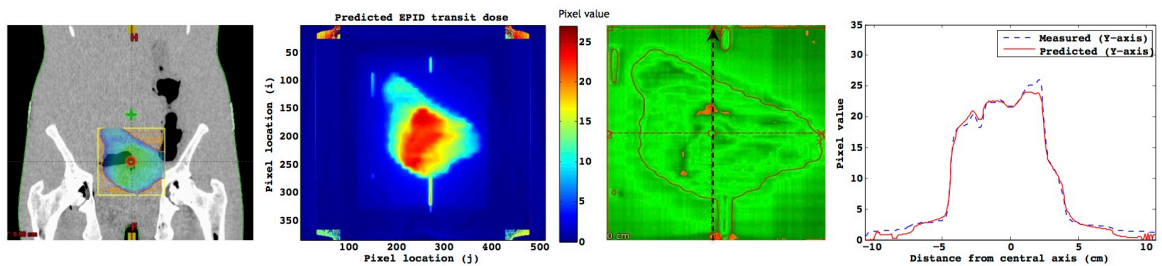 H
F
Predicted EPID transit dose
Pixel location (i)
50
100
150
200
250
300
350
100
200
300
400
500
Pixel location (j)
Pixel value
25
20
15
10
5
0
0 cm
Measured (Y-axis)
Predicted (Y-axis)
Pixel value
35
30
25
20
15
10
5
0
-10
-5
0
5
10
Distance from central axis (cm)